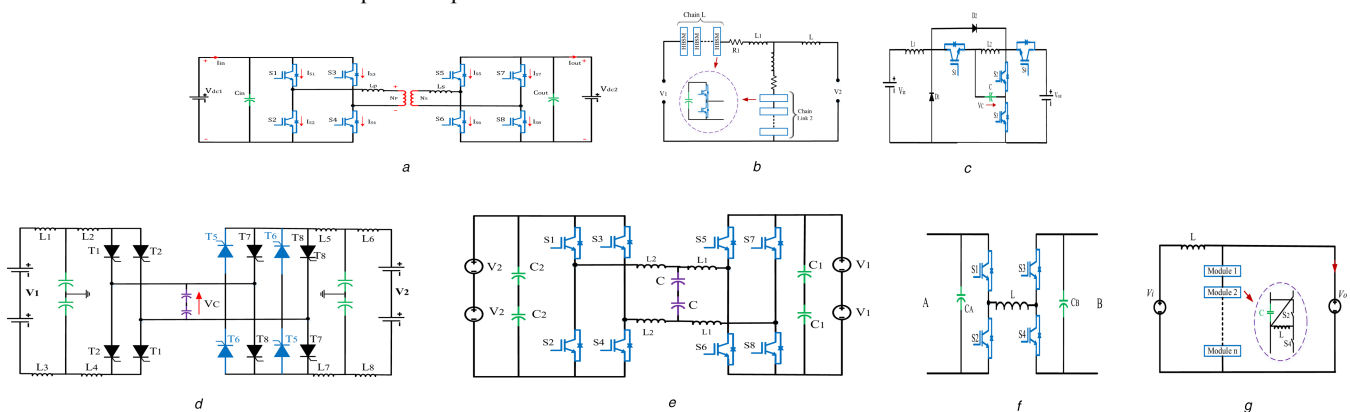 Chain L
HBSM
HBSM
HBSM
R1
L1
L
V1
V2
Chain
Link 2
Iin
Iout
Vdc1
Cin
S1
IS1
S3
IS3
Lp
Np
Ns
Ls
S5
IS5
S7
IS7
Cout
Vdc2
S2
IS2
S4
IS4
S6
IS6
S8
IS8
a
b
L1
D2
L2
S1
S2
C
VC
D1
c
L1
L2
T1
T2
T5
T7
T6
T8
T8
L5
L6
V1
VC
V2
T2
T1
T6
T8
T5
T7
L3
L4
L7
L8
d
S1
S3
S5
S7
V2
C2
L2
L1
C
C1
V1
V2
C2
C
L2
L1
C1
V1
S2
S4
S6
S8
e
A
CA
S1
S3
L
CB
B
S2
S4
f
L
Module 1
Module 2
Module n
Vi
C
S2
L
S4
Vo
g